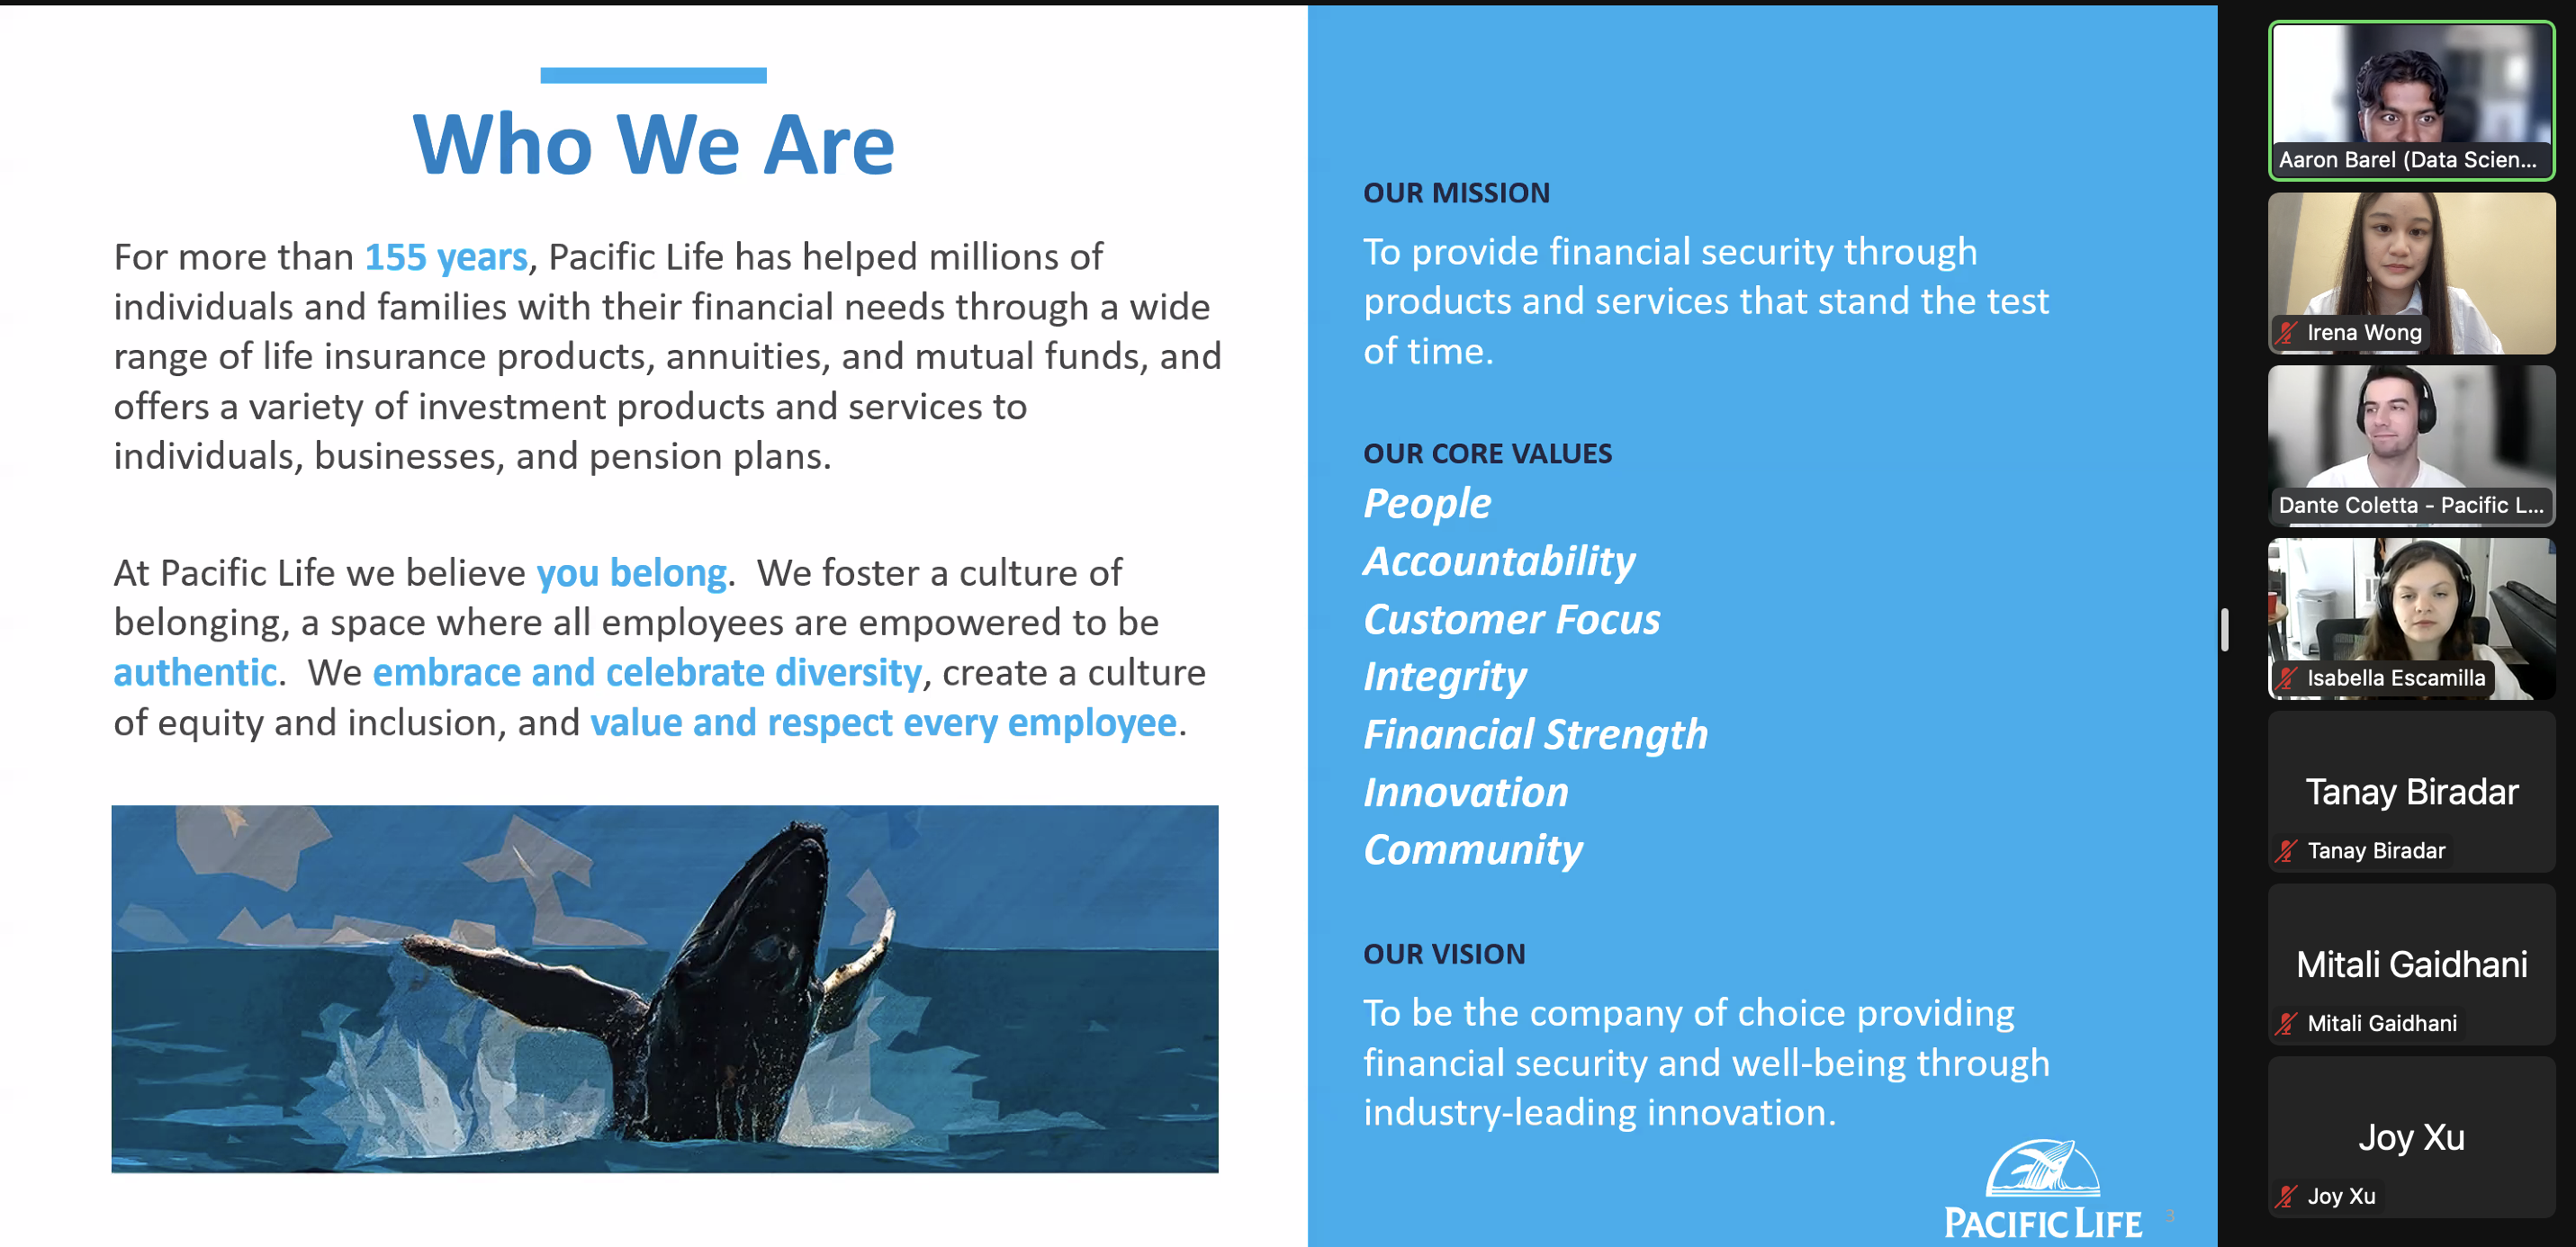 Who We Are
For more than 155 years, Pacific Life has helped millions of
individuals and families with their financial needs through a wide
range of life insurance products, annuities, and mutual funds, and
offers a variety of investment products and services to
individuals, businesses, and pension plans.
At Pacific Life we believe you belong.  We foster a culture of
belonging, a space where all employees are empowered to be
authentic.  We embrace and celebrate diversity, create a culture
of equity and inclusion, and value and respect every employee.
OUR MISSION
To provide financial security through
products and services that stand the test
of time.
OUR CORE VALUES
People
Accountability
Customer Focus
Integrity
Financial Strength
Innovation
Community
OUR VISION
To be the company of choice providing
financial security and well-being through
industry-leading innovation.
PACIFIC LIFE
3
Aaron Barel (Data Scien...
Irena Wong
Dante Coletta - Pacific L...
Isabella Escamilla
Tanay Biradar
Tanay Biradar
Mitali Gaidhani
Mitali Gaidhani
Joy Xu
Joy Xu